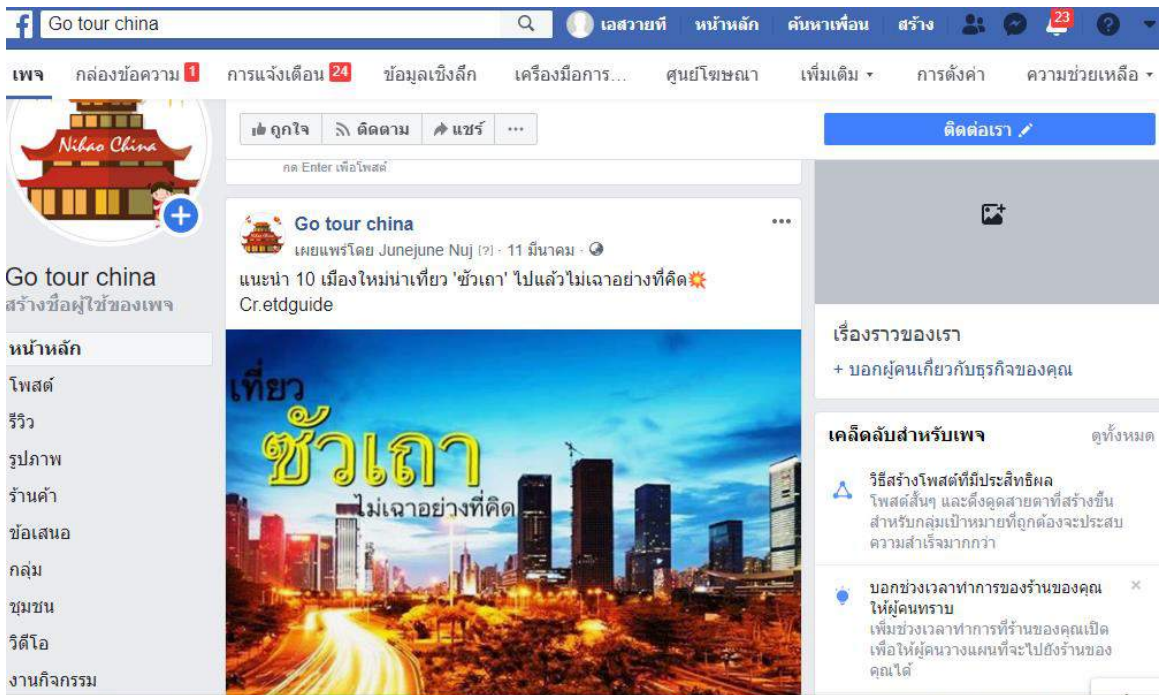 Go tour china
เอสวายที หน้าหลัก ค้นหาเพื่อน สร้าง 23
เพจ กล่องข้อความ 1 การแจ้งเตือน 24 ข้อมูลเชิงลึก เครื่องมือการ... ศูนย์โฆษณา เพิ่มเติม การตั้งค่า ความช่วยเหลือ
Nihao China
ถูกใจ ติดตาม แชร์ ...
ติดต่อเรา
กด Enter เพื่อโพสต์
Go tour china
สร้างชื่อผู้ใช้ของเพจ
หน้าหลัก
โพสต์
รีวิว
รูปภาพ
ร้านค้า
ข้อเสนอ
กลุ่ม
ชุมชน
วิดีโอ
งานกิจกรรม
Go tour china
เผยแพร่โดย Junejune Nuj [?] · 11 มีนาคม ·
แนะนำ 10 เมืองใหม่น่าเที่ยว 'ซัวเถา' ไปแล้วไม่เฉาอย่างที่คิด💥
Cr.etdguide
เที่ยว
ซัวเถา
ไม่เฉาอย่างที่คิด
เรื่องราวของเรา
+ บอกผู้คนเกี่ยวกับธุรกิจของคุณ
เคล็ดลับสำหรับเพจ ดูทั้งหมด
วิธีสร้างโพสต์ที่มีประสิทธิผล
โพสต์สั้นๆ และดึงดูดสายตาที่สร้างขึ้น
สำหรับกลุ่มเป้าหมายที่ถูกต้องจะประสบ
ความสำเร็จมากกว่า
บอกช่วงเวลาทำการของร้านของคุณ
ให้ผู้คนทราบ
เพิ่มช่วงเวลาทำการที่ร้านของคุณเปิด
เพื่อให้ผู้คนวางแผนที่จะไปยังร้านของ
คุณได้